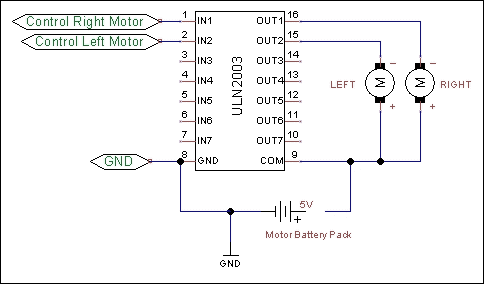 Control Right Motor
Control Left Motor
GND
1 IN1
2 IN2
3 IN3
4 IN4
5 IN5
6 IN6
7 IN7
8 GND
ULN2003
OUT1 16
OUT2 15
OUT3 14
OUT4 13
OUT5 12
OUT6 11
OUT7 10
COM 9
LEFT
M
-
+
M
-
+
RIGHT
5V
+
Motor Battery Pack
GND